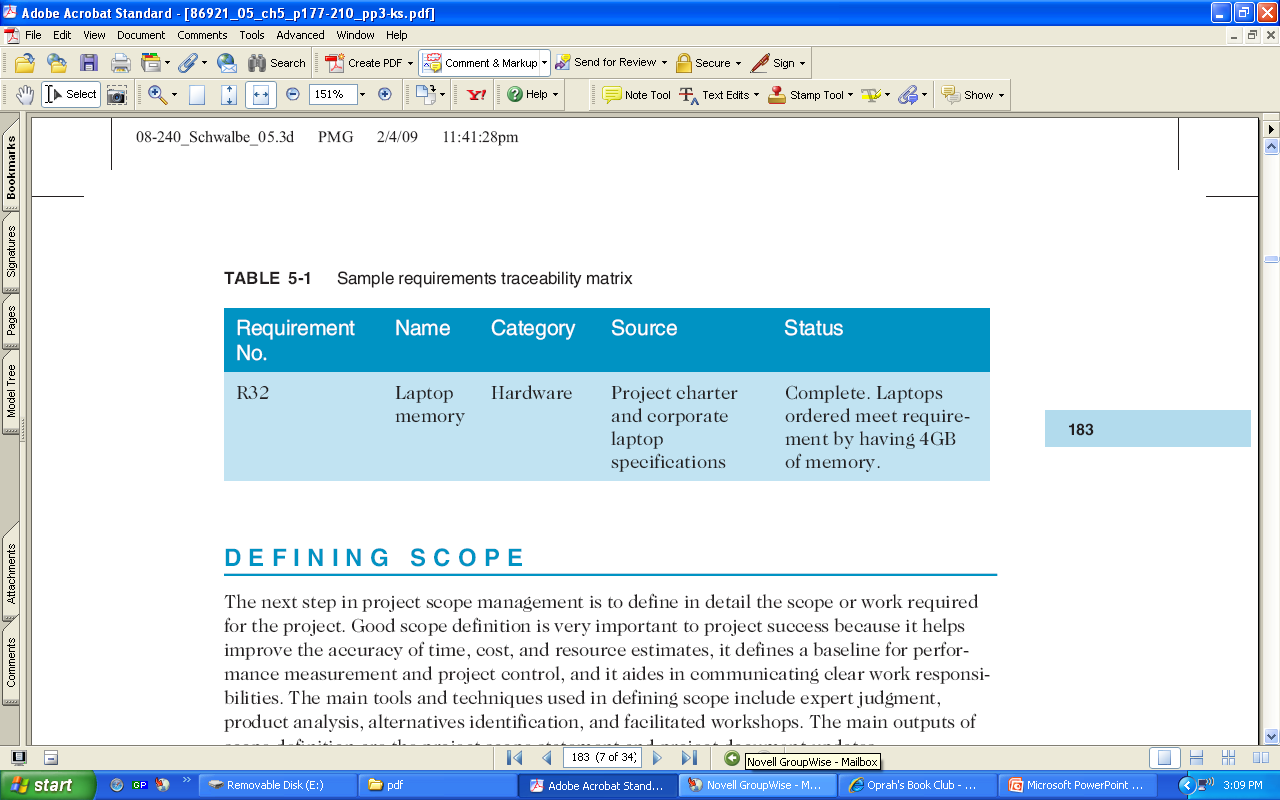 Adobe Acrobat Standard - [86921_05_ch5_p177-210_pp3-ks.pdf]
File Edit View Document Comments Tools Advanced Window Help
Search Create PDF Comment & Markup Send for Review Secure Sign
Select 151% Y! Help Note Tool Text Edits Stamp Tool Show
Bookmarks
Signatures
Pages
Model Tree
Attachments
Comments
08-240_Schwalbe_05.3d PMG 2/4/09 11:41:28pm
TABLE 5-1 Sample requirements traceability matrix
Requirement No. Name Category Source Status
R32 Laptop memory Hardware Project charter and corporate laptop specifications Complete. Laptops ordered meet require-ment by having 4GB of memory.
183
DEFINING SCOPE
The next step in project scope management is to define in detail the scope or work required
for the project. Good scope definition is very important to project success because it helps
improve the accuracy of time, cost, and resource estimates, it defines a baseline for perfor-
mance measurement and project control, and it aides in communicating clear work responsi-
bilities. The main tools and techniques used in defining scope include expert judgment,
product analysis, alternatives identification, and facilitated workshops. The main outputs of
183 (7 of 34)
Novell GroupWise - Mailbox
start GP Removable Disk (E:) pdf Adobe Acrobat Stand... Novell GroupWise - M... Oprah's Book Club - ... Microsoft PowerPoint ... 3:09 PM